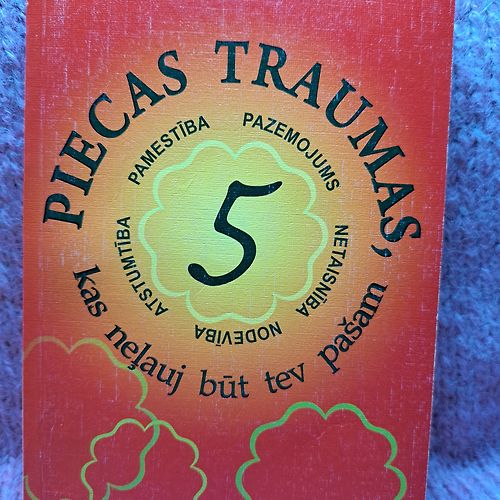 PIECAS TRAUMAS,
kas neļauj būt tev pašam
ATSTUMTĪBA
PAMESTĪBA
PAZEMOJUMS
NETAISNĪBA
NODEVĪBA
5